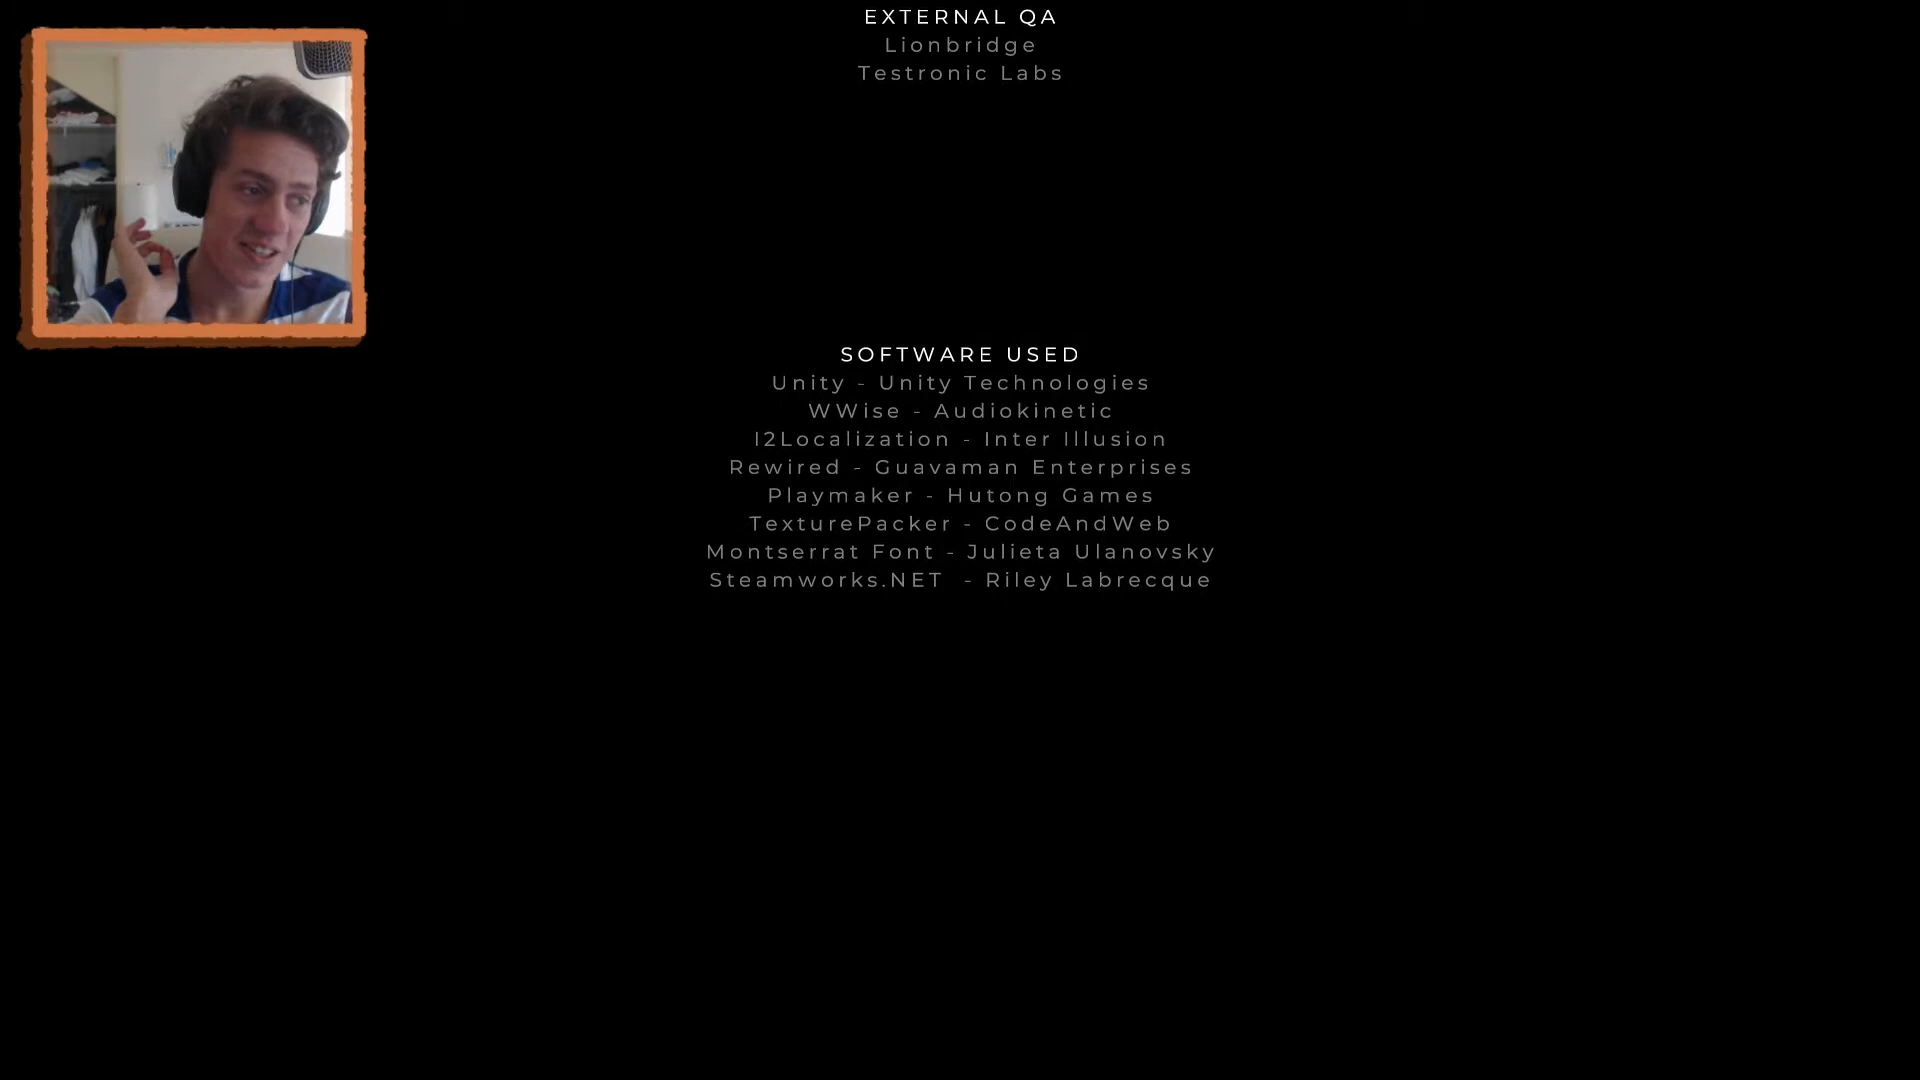 EXTERNAL QA
Lionbridge
Testronic Labs
SOFTWARE USED
Unity - Unity Technologies
WWise - Audiokinetic
I2Localization - Inter Illusion
Rewired - Guavaman Enterprises
Playmaker - Hutong Games
TexturePacker - CodeAndWeb
Montserrat Font - Julieta Ulanovsky
Steamworks.NET - Riley Labrecque